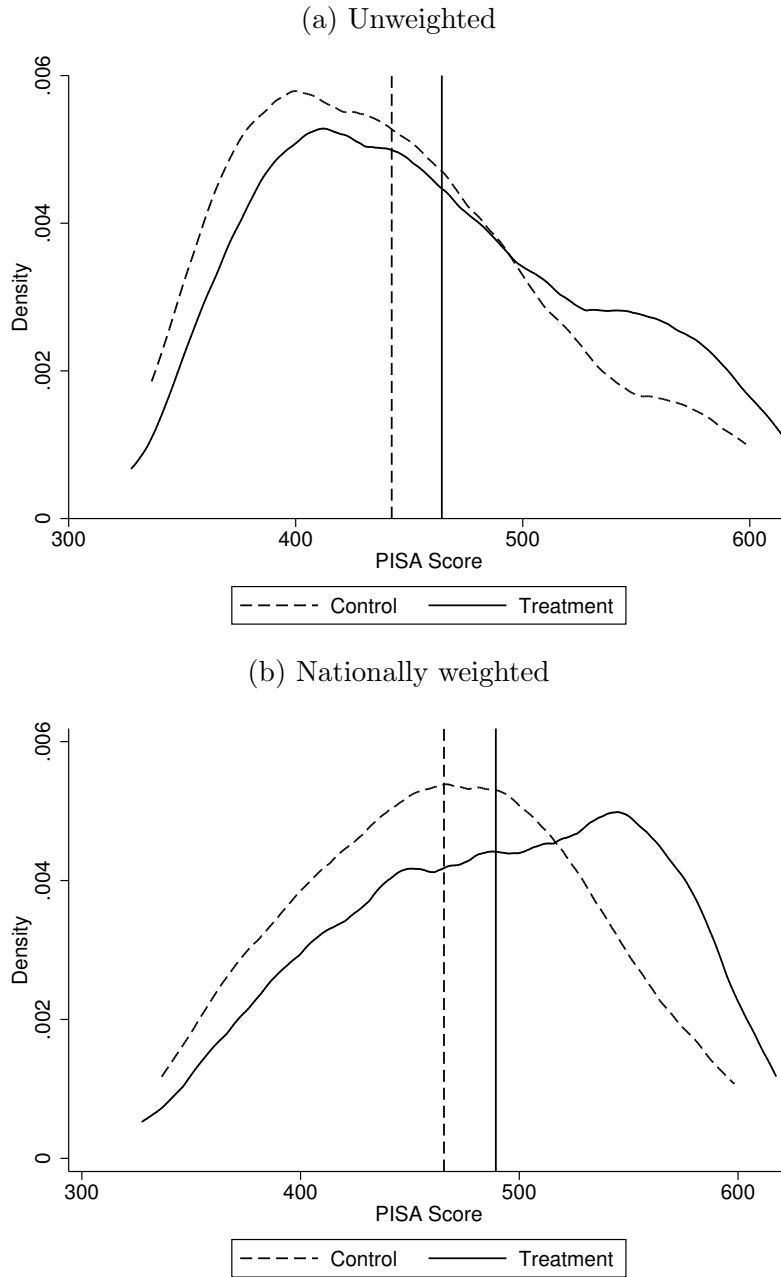 (a) Unweighted
.006
.004
Density
.002
0
300 400 500 600
PISA Score
Control Treatment
(b) Nationally weighted
.006
.004
Density
.002
0
300 400 500 600
PISA Score
Control Treatment